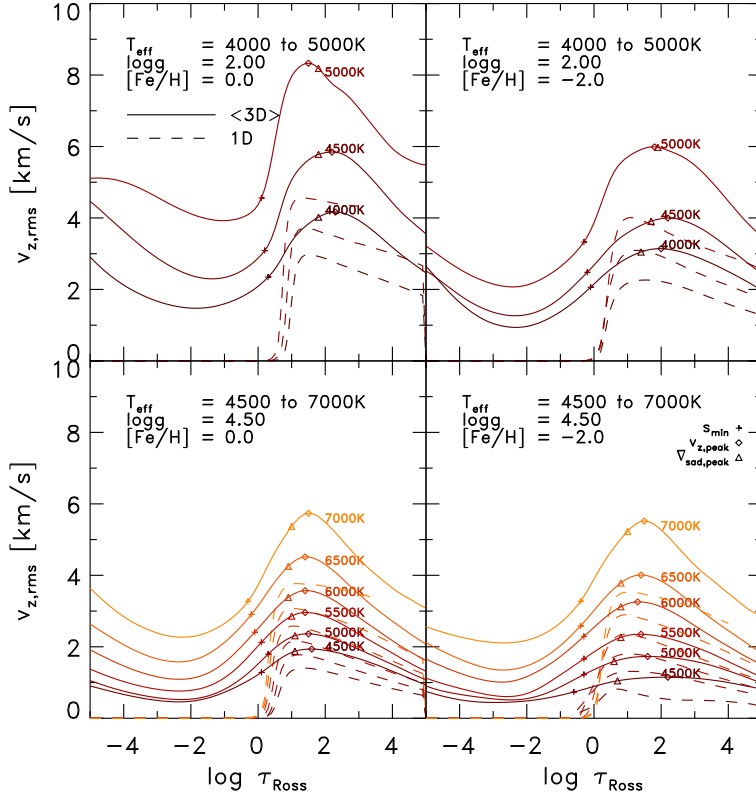 10
8
6
4
2
0
v_z,rms [km/s]
T_eff = 4000 to 5000K
logg = 2.00
[Fe/H] = 0.0
<3D>
1D
5000K
4500K
4000K
T_eff = 4000 to 5000K
logg = 2.00
[Fe/H] = −2.0
5000K
4500K
4000K
10
8
6
4
2
0
v_z,rms [km/s]
T_eff = 4500 to 7000K
logg = 4.50
[Fe/H] = 0.0
7000K
6500K
6000K
5500K
5000K
4500K
−4 −2 0 2 4
log τ_Ross
T_eff = 4500 to 7000K
logg = 4.50
[Fe/H] = −2.0
s_min +
v_z,peak ◇
∇_sad,peak △
7000K
6500K
6000K
5500K
5000K
4500K
−4 −2 0 2 4
log τ_Ross